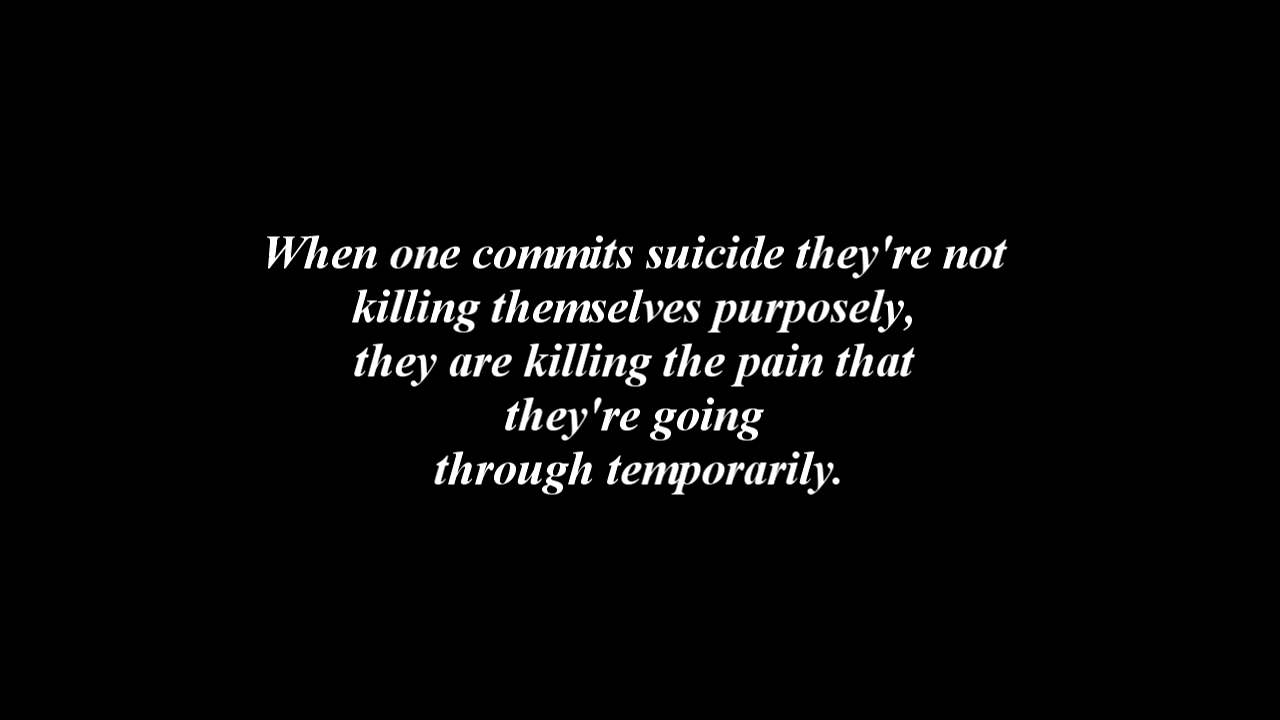 When one commits suicide they're not
killing themselves purposely,
they are killing the pain that
they're going
through temporarily.